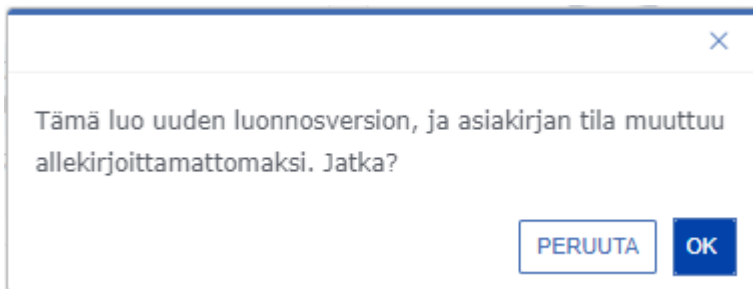 Tämä luo uuden luonnosversion, ja asiakirjan tila muuttuu
allekirjoittamattomaksi. Jatka?
PERUUTA
OK